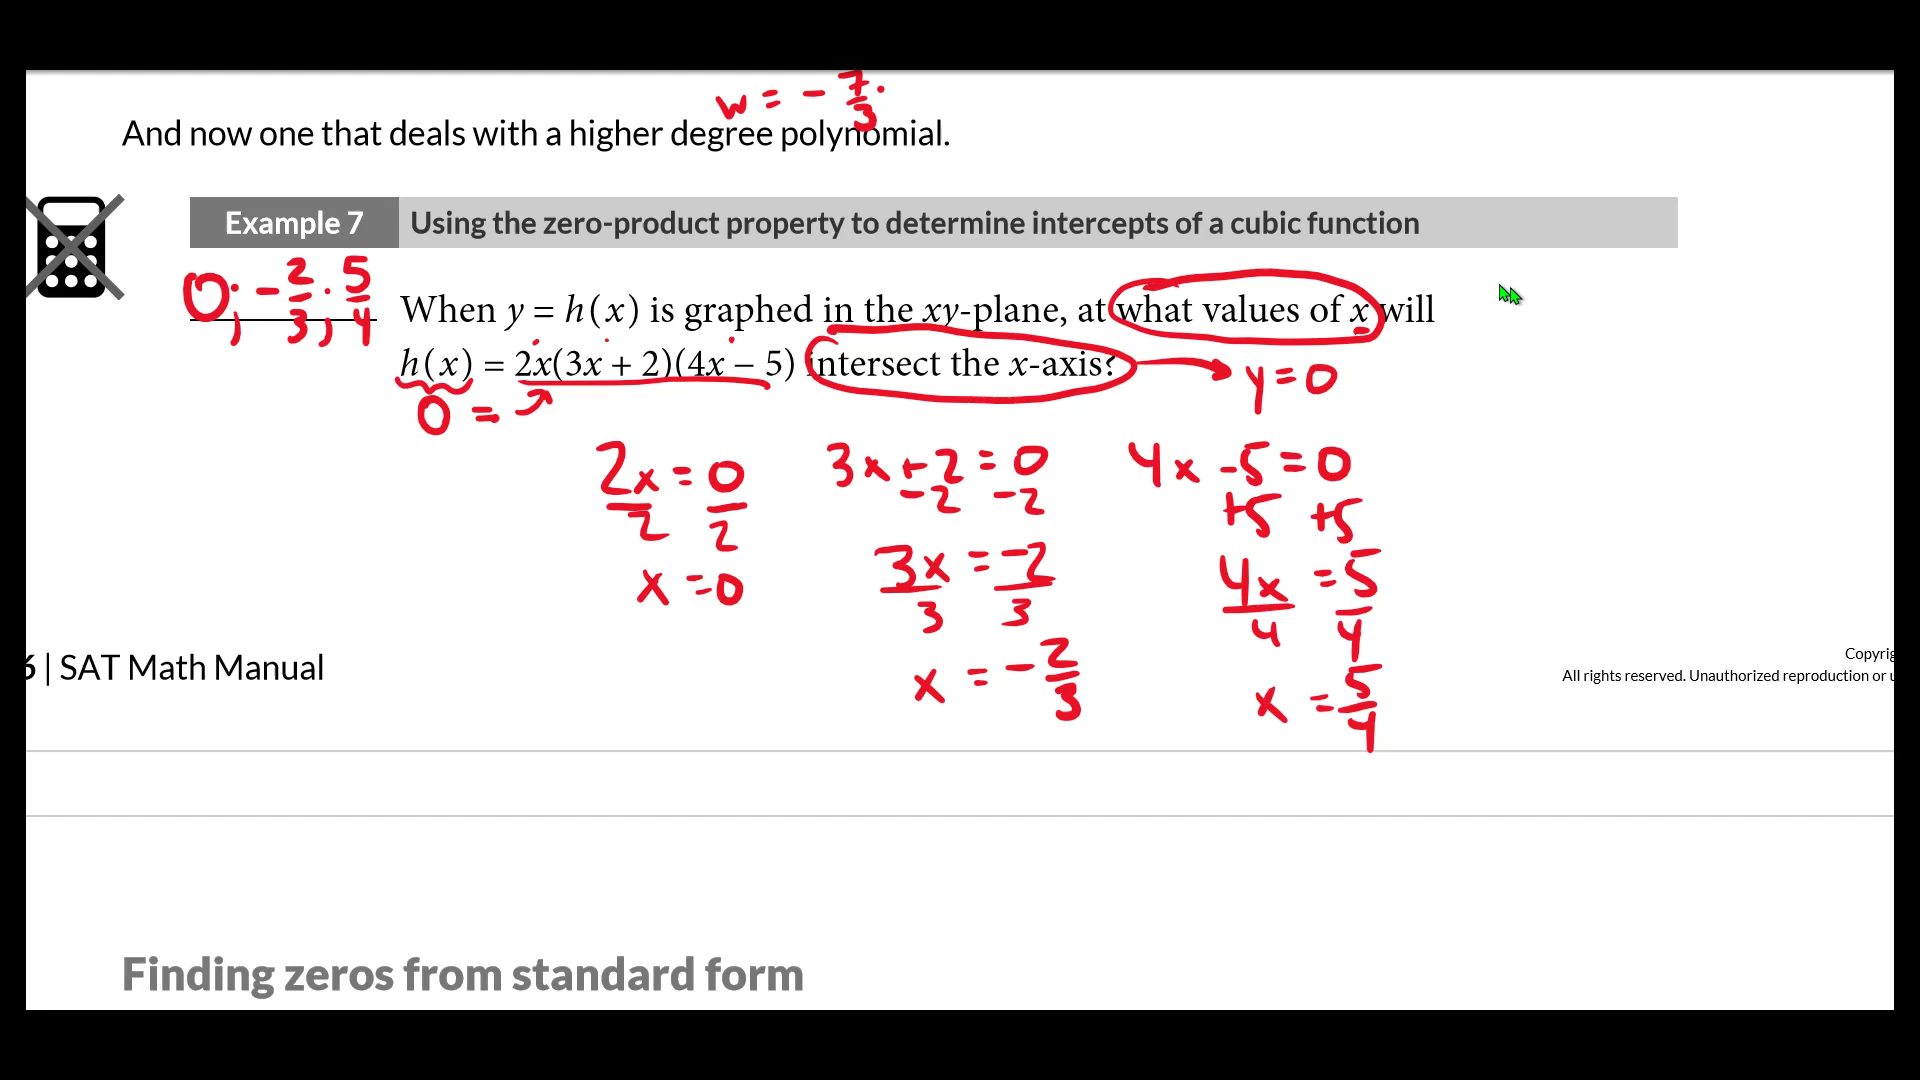 w = -7/3
And now one that deals with a higher degree polynomial.
Example 7 Using the zero-product property to determine intercepts of a cubic function
0; -2/3; 5/4
When y = h(x) is graphed in the xy-plane, at what values of x will
h(x) = 2x(3x + 2)(4x − 5) intersect the x-axis?
y = 0
0 =
2x = 0 3x + 2 = 0 4x - 5 = 0
2 2 -2 -2 +5 +5
x = 0 3x = -2 4x = 5
3 3 4 4
x = -2/3 x = 5/4
6 | SAT Math Manual
All rights reserved. Unauthorized reproduction or
Finding zeros from standard form